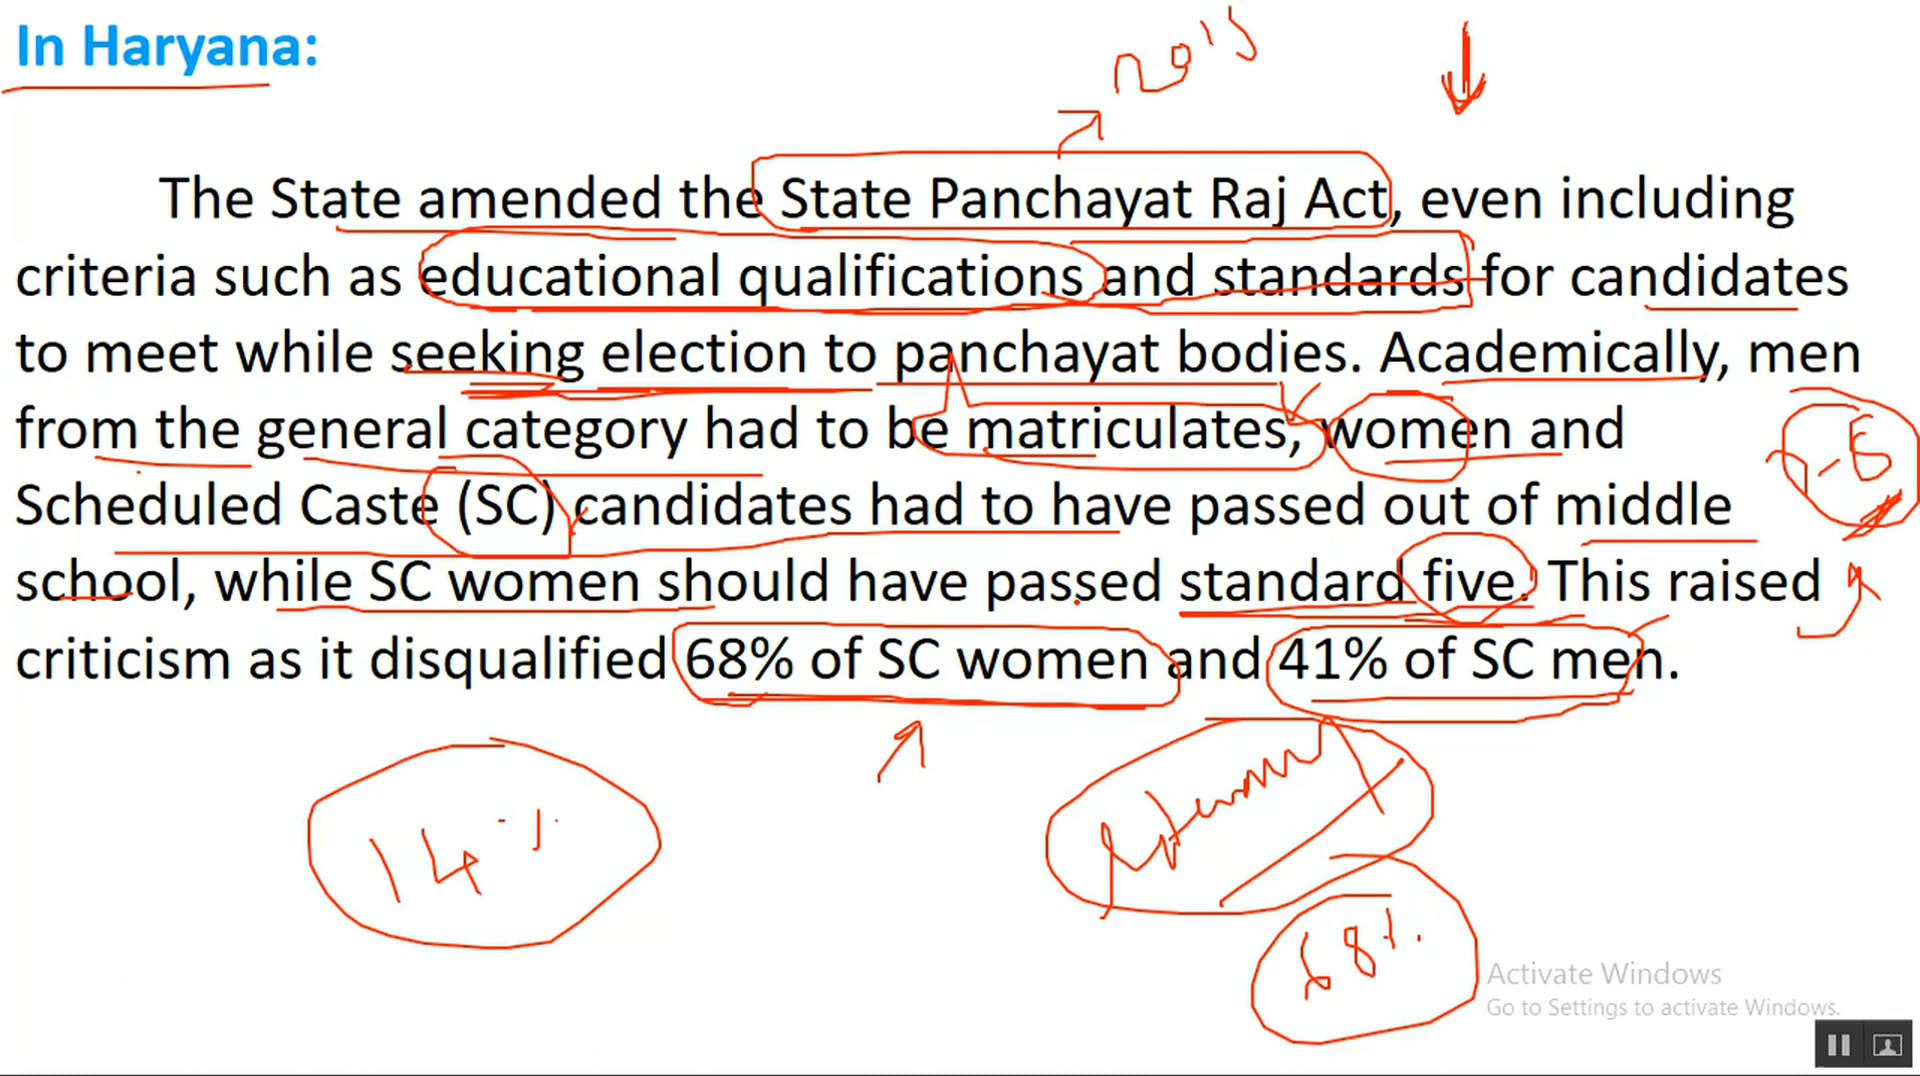 In Haryana:
2015
The State amended the State Panchayat Raj Act, even including
criteria such as educational qualifications and standards for candidates
to meet while seeking election to panchayat bodies. Academically, men
from the general category had to be matriculates, women and
Scheduled Caste (SC) candidates had to have passed out of middle
school, while SC women should have passed standard five. This raised
criticism as it disqualified 68% of SC women and 41% of SC men.
14%
68%
Activate Windows
Go to Settings to activate Windows.